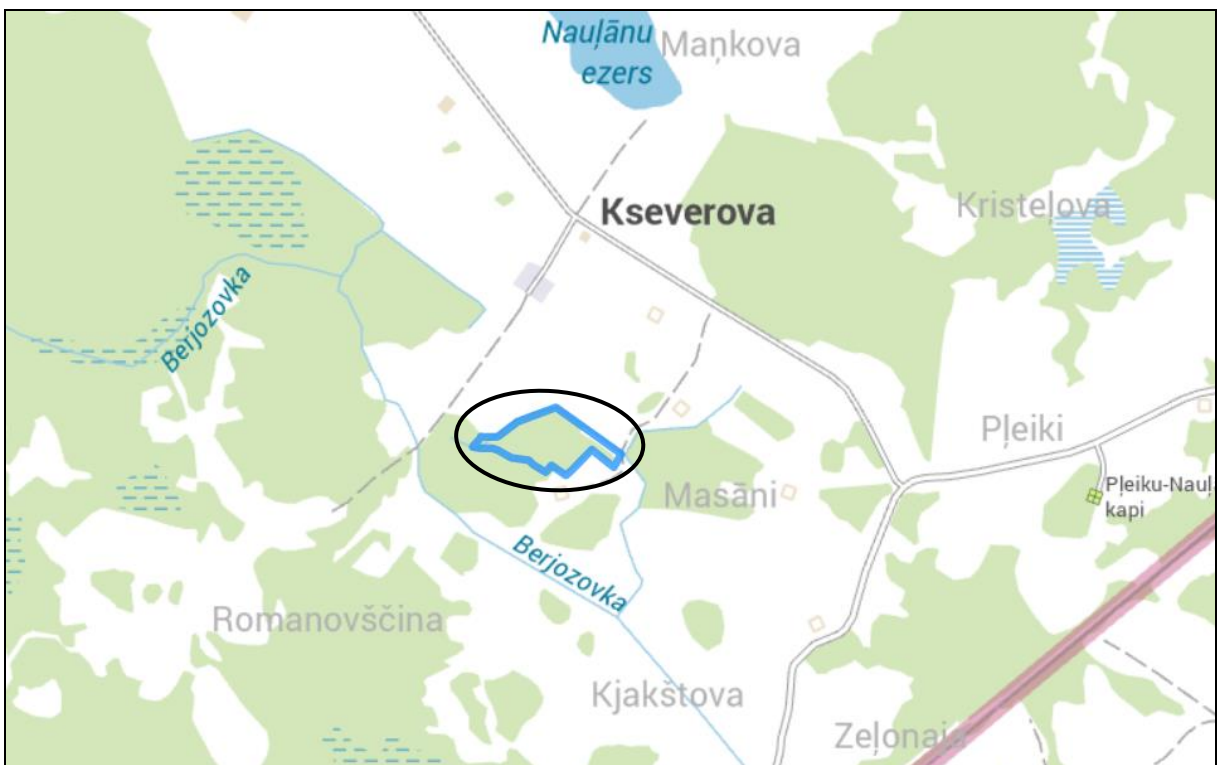 Nauļānu
ezers
Maņkova
Kseverova
Kristeļova
Berjozovka
Pļeiki
Masāni
Pļeiku-Nauļ
kapi
Berjozovka
Romanovščina
Kjakštova
Zeļonaja